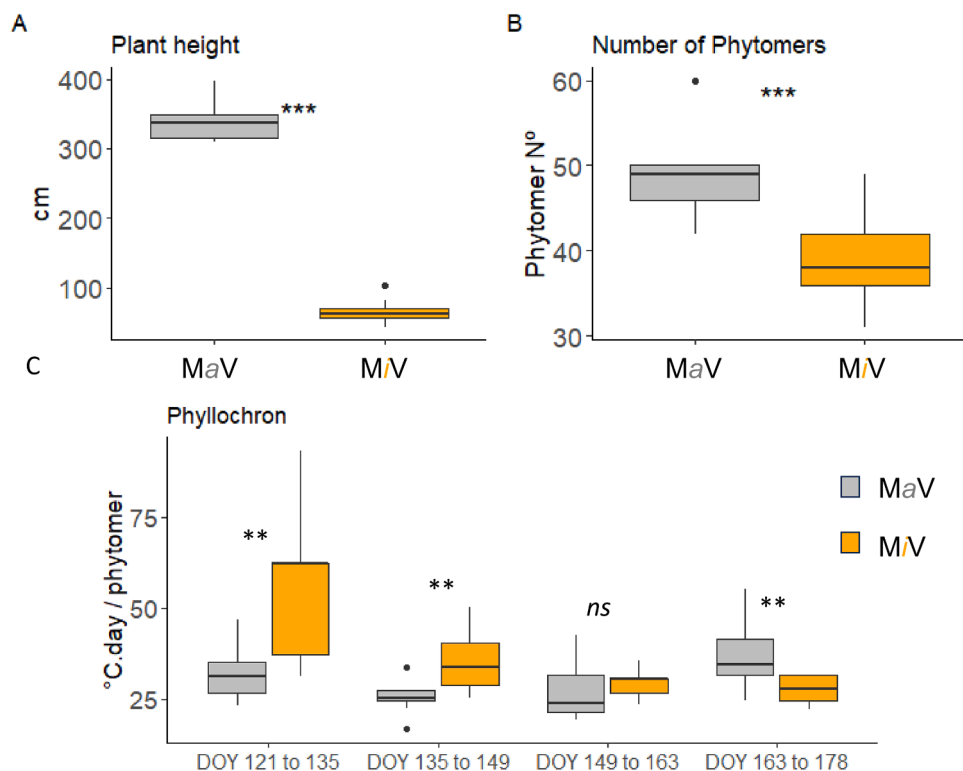 A
Plant height
400
300
200
100
cm
***
MaV
MiV
B
Number of Phytomers
60
50
40
30
Phytomer Nº
***
MaV
MiV
C
Phyllochron
75
50
25
°C.day / phytomer
**
**
ns
**
MaV
MiV
DOY 121 to 135
DOY 135 to 149
DOY 149 to 163
DOY 163 to 178